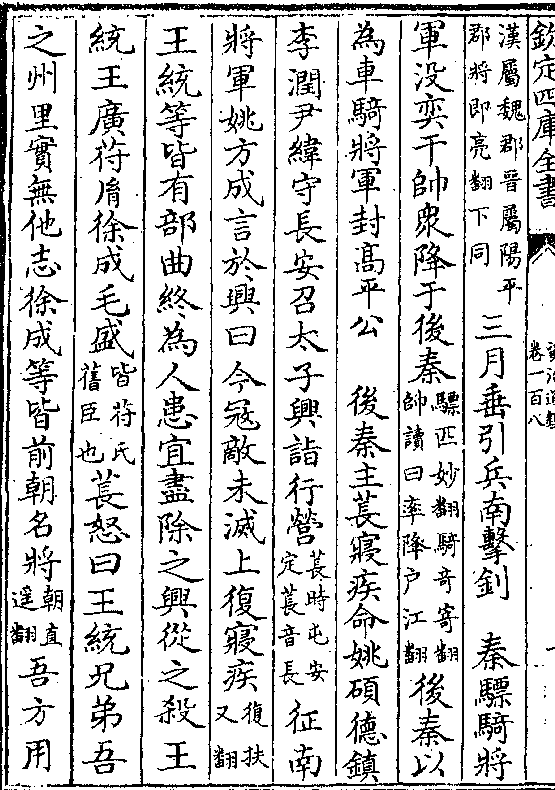 欽定四庫全書
卷一百八
漢屬魏郡晉屬陽平
郡將即亮翻下同
三月垂引兵南擊釗　秦驃騎將
軍没奕干帥衆降于後秦
驃匹妙翻騎奇寄翻
帥讀曰率降户江翻
後秦以
為車騎將軍封高平公　後秦主萇寢疾命姚碩德鎮
李潤尹緯守長安召太子興詣行營
萇時屯安
定萇音長
征南
將軍姚方成言於興曰今寇敵未滅上復寢疾
復扶
又翻
王統等皆有部曲終為人患宜盡除之興從之殺王
統王廣苻胤徐成毛盛
皆苻氏
舊臣也
萇怒曰王統兄弟吾
之州里實無他志徐成等皆前朝名將
朝直
遥翻
吾方用